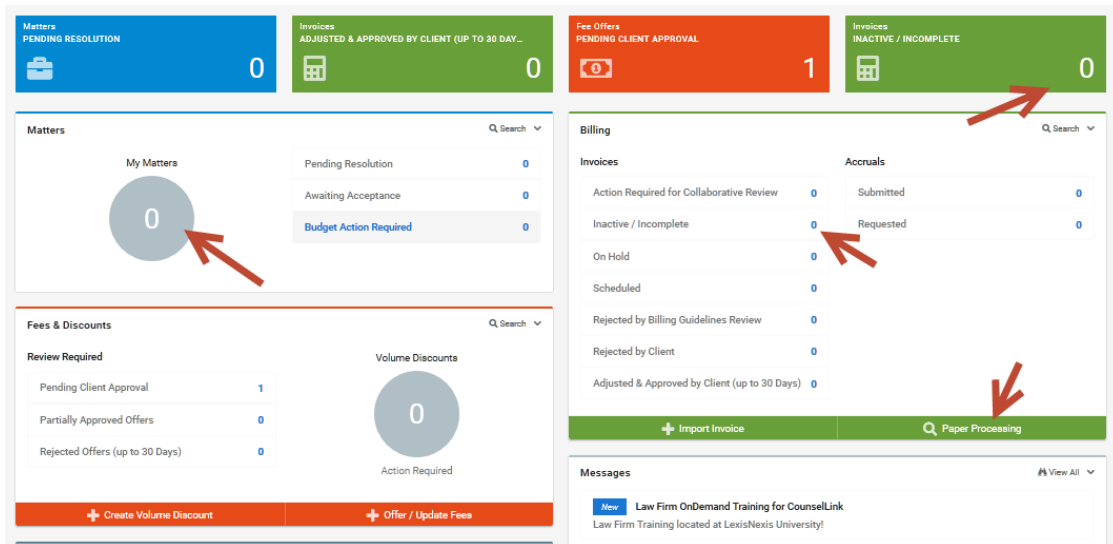 Matters
PENDING RESOLUTION
0
Invoices
ADJUSTED & APPROVED BY CLIENT (UP TO 30 DAY...
0
Fee Offers
PENDING CLIENT APPROVAL
1
Invoices
INACTIVE / INCOMPLETE
0
Matters
Search
My Matters
0
Pending Resolution 0
Awaiting Acceptance 0
Budget Action Required 0
Fees & Discounts
Search
Review Required
Pending Client Approval 1
Partially Approved Offers 0
Rejected Offers (up to 30 Days) 0
Volume Discounts
0
Action Required
Create Volume Discount
Offer / Update Fees
Billing
Search
Invoices
Action Required for Collaborative Review 0
Inactive / Incomplete 0
On Hold 0
Scheduled 0
Rejected by Billing Guidelines Review 0
Rejected by Client 0
Adjusted & Approved by Client (up to 30 Days) 0
Accruals
Submitted 0
Requested 0
Import Invoice
Paper Processing
Messages
View All
New Law Firm OnDemand Training for CounselLink
Law Firm Training located at LexisNexis University!